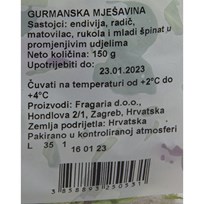 GURMANSKA MJEŠAVINA
Sastojci: endivija, radič,
matovilac, rukola i mladi špinat u
promjenjivim udjelima
Neto količina: 150 g
Upotrijebiti do:
23.01.2023
Čuvati na temperaturi od +2°C do
+4°C
Proizvodi: Fragaria d.o.o.,
Hondlova 2/1, Zagreb, Hrvatska
Zemlja podrijetla: Hrvatska
Pakirano u kontroliranoj atmosferi
L 35 1 16 01 23